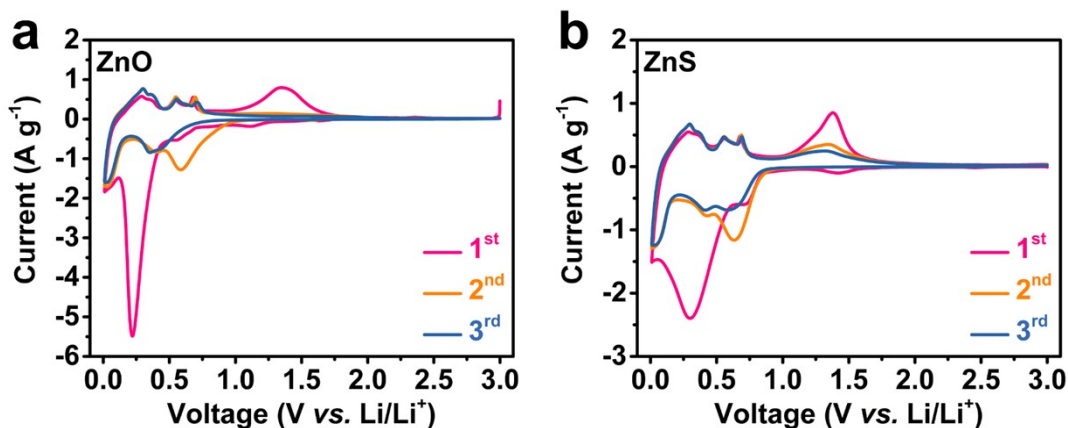 a
ZnO
Current (A g⁻¹)
2
1
0
-1
-2
-3
-4
-5
-6
1st
2nd
3rd
0.0 0.5 1.0 1.5 2.0 2.5 3.0
Voltage (V vs. Li/Li⁺)
b
ZnS
Current (A g⁻¹)
2
1
0
-1
-2
-3
1st
2nd
3rd
0.0 0.5 1.0 1.5 2.0 2.5 3.0
Voltage (V vs. Li/Li⁺)